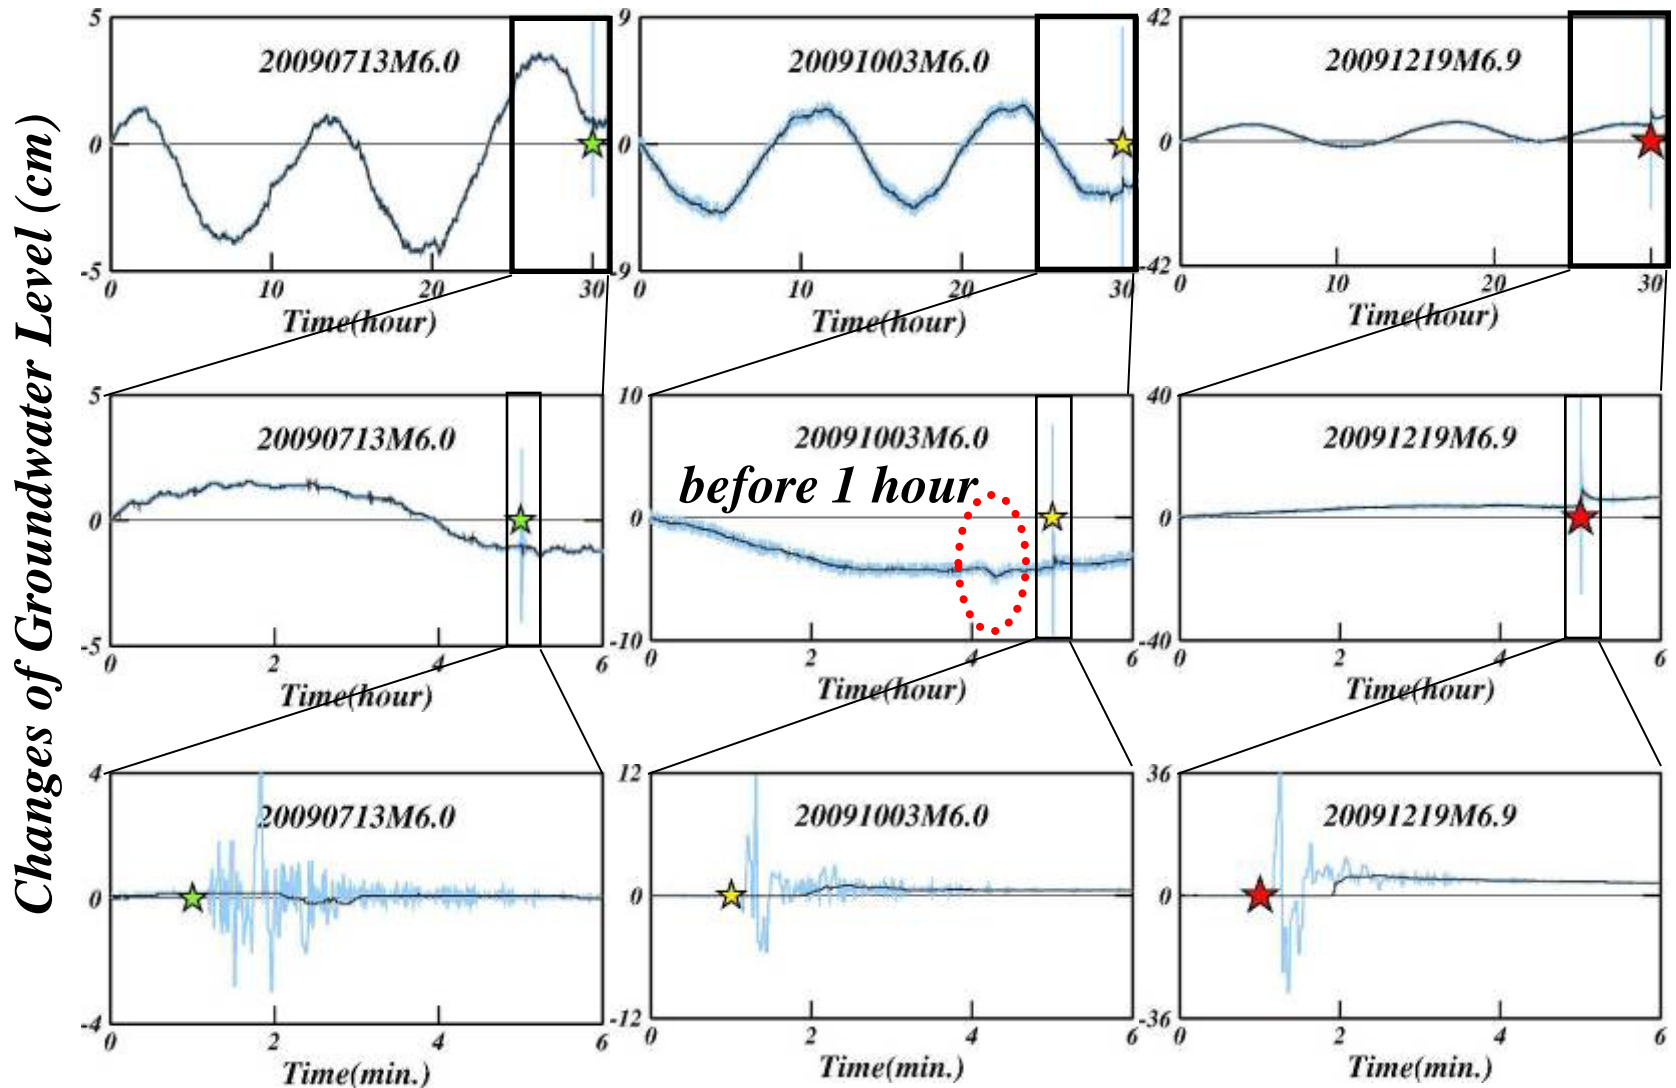 Changes of Groundwater Level (cm)
5
0
-5
20090713M6.0
0 10 20 30
Time(hour)
9
0
-9
20091003M6.0
0 10 20 30
Time(hour)
42
0
-42
20091219M6.9
0 10 20 30
Time(hour)
5
0
-5
20090713M6.0
0 2 4 6
Time(hour)
10
0
-10
20091003M6.0
before 1 hour
0 2 4 6
Time(hour)
40
0
-40
20091219M6.9
0 2 4 6
Time(hour)
4
0
-4
20090713M6.0
0 2 4 6
Time(min.)
12
0
-12
20091003M6.0
0 2 4 6
Time(min.)
36
0
-36
20091219M6.9
0 2 4 6
Time(min.)